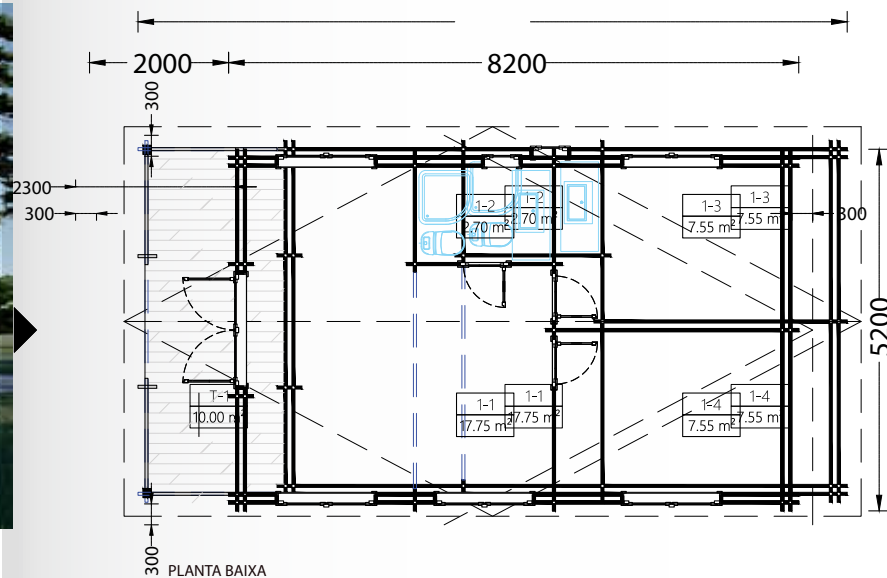 2000
8200
300
2300
300
1-2
2.70 m²
1-2
2.70 m²
1-3
7.55 m²
1-3
7.55 m²
300
5200
T-1
10.00 m²
1-1
17.75 m²
1-1
17.75 m²
1-4
7.55 m²
1-4
7.55 m²
300
PLANTA BAIXA